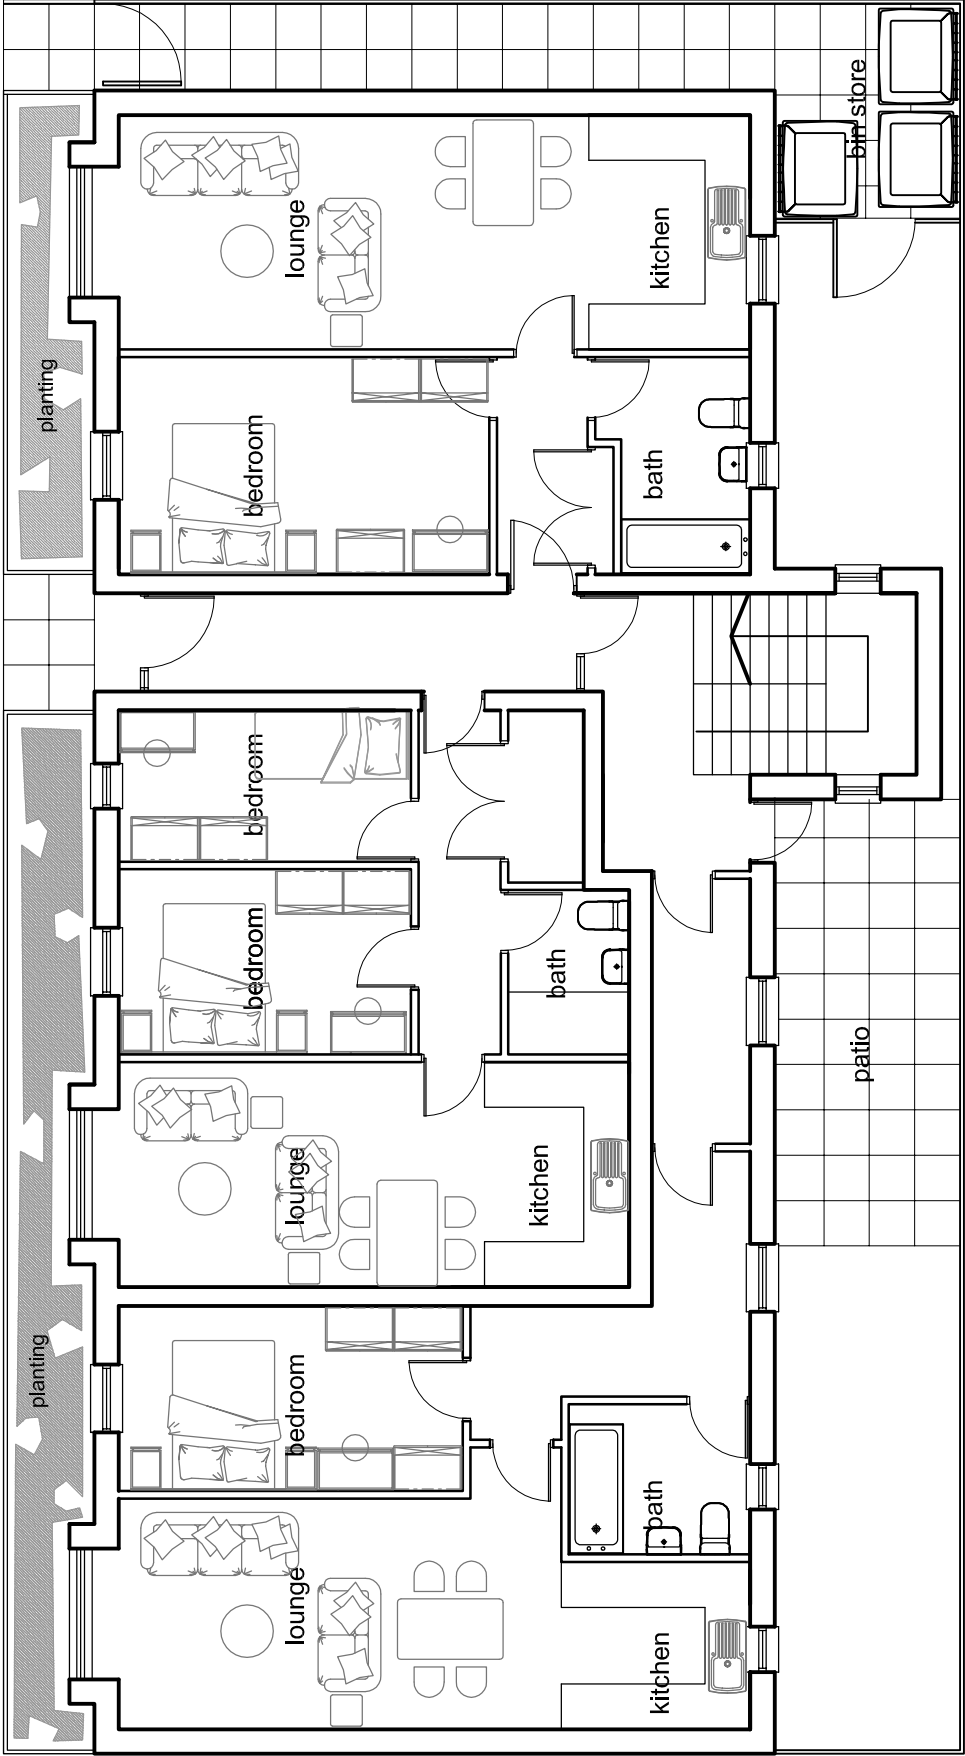 bin store
lounge
kitchen
planting
bedroom
bath
bedroom
bedroom
bath
patio
lounge
kitchen
planting
bedroom
bath
lounge
kitchen